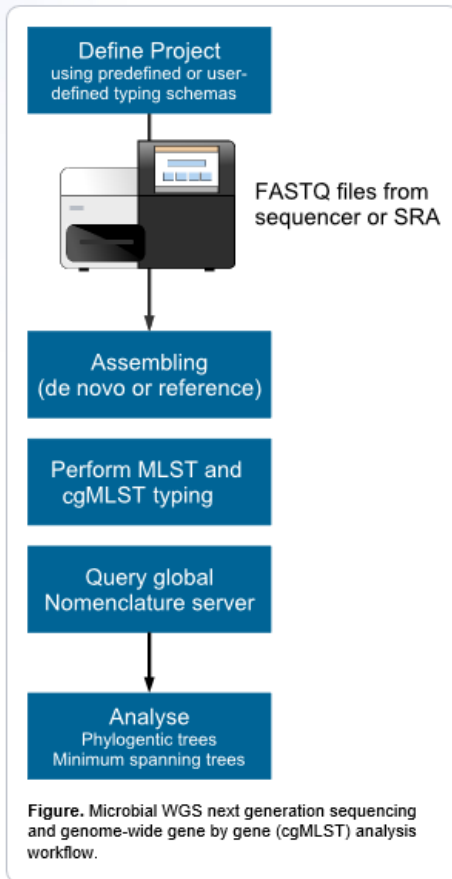 Define Project
using predefined or user-
defined typing schemas
FASTQ files from
sequencer or SRA
Assembling
(de novo or reference)
Perform MLST and
cgMLST typing
Query global
Nomenclature server
Analyse
Phylogentic trees
Minimum spanning trees
Figure. Microbial WGS next generation sequencing
and genome-wide gene by gene (cgMLST) analysis
workflow.